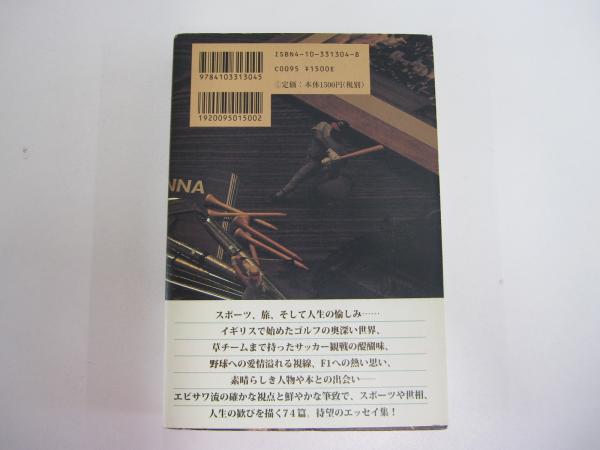 ISBN4-10-331304-8
C0095 ¥1500E
①定価：本体1500円(税別)
9784103313045
1920095015002
NNA
スポーツ、旅、そして人生の愉しみ……
イギリスで始めたゴルフの奥深い世界、
草チームまで持ったサッカー観戦の醍醐味、
野球への愛情溢れる視線、F1への熱い思い、
素晴らしき人物や本との出会い──
エビサワ流の確かな視点と鮮やかな筆致で、スポーツや世相、
人生の歓びを描く74篇。待望のエッセイ集！